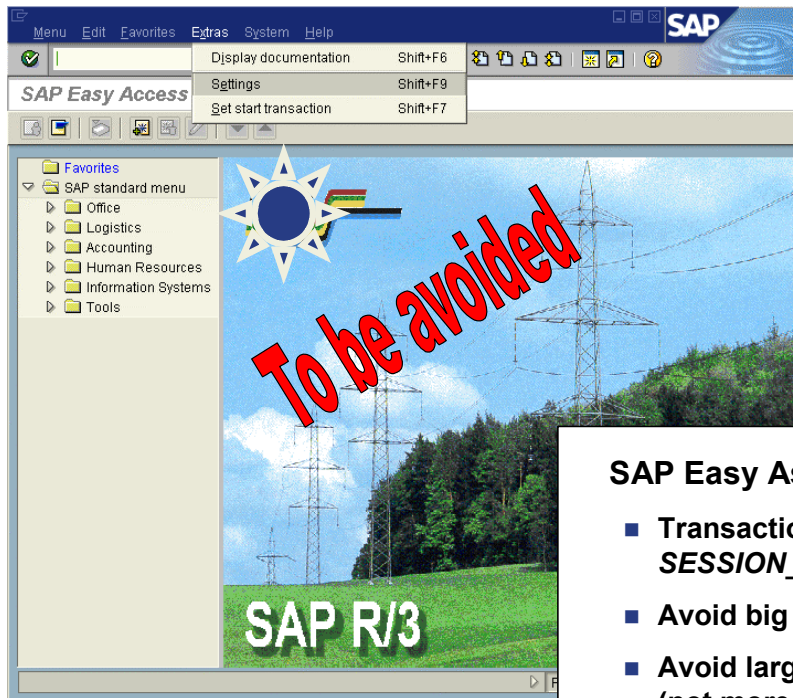 Menu Edit Favorites Extras System Help
SAP
Display documentation Shift+F6
Settings Shift+F9
Set start transaction Shift+F7
SAP Easy Access
Favorites
SAP standard menu
Office
Logistics
Accounting
Human Resources
Information Systems
Tools
To be avoided
SAP R/3
SAP Easy As
Transactio
SESSION_
Avoid big
Avoid larg
(not more